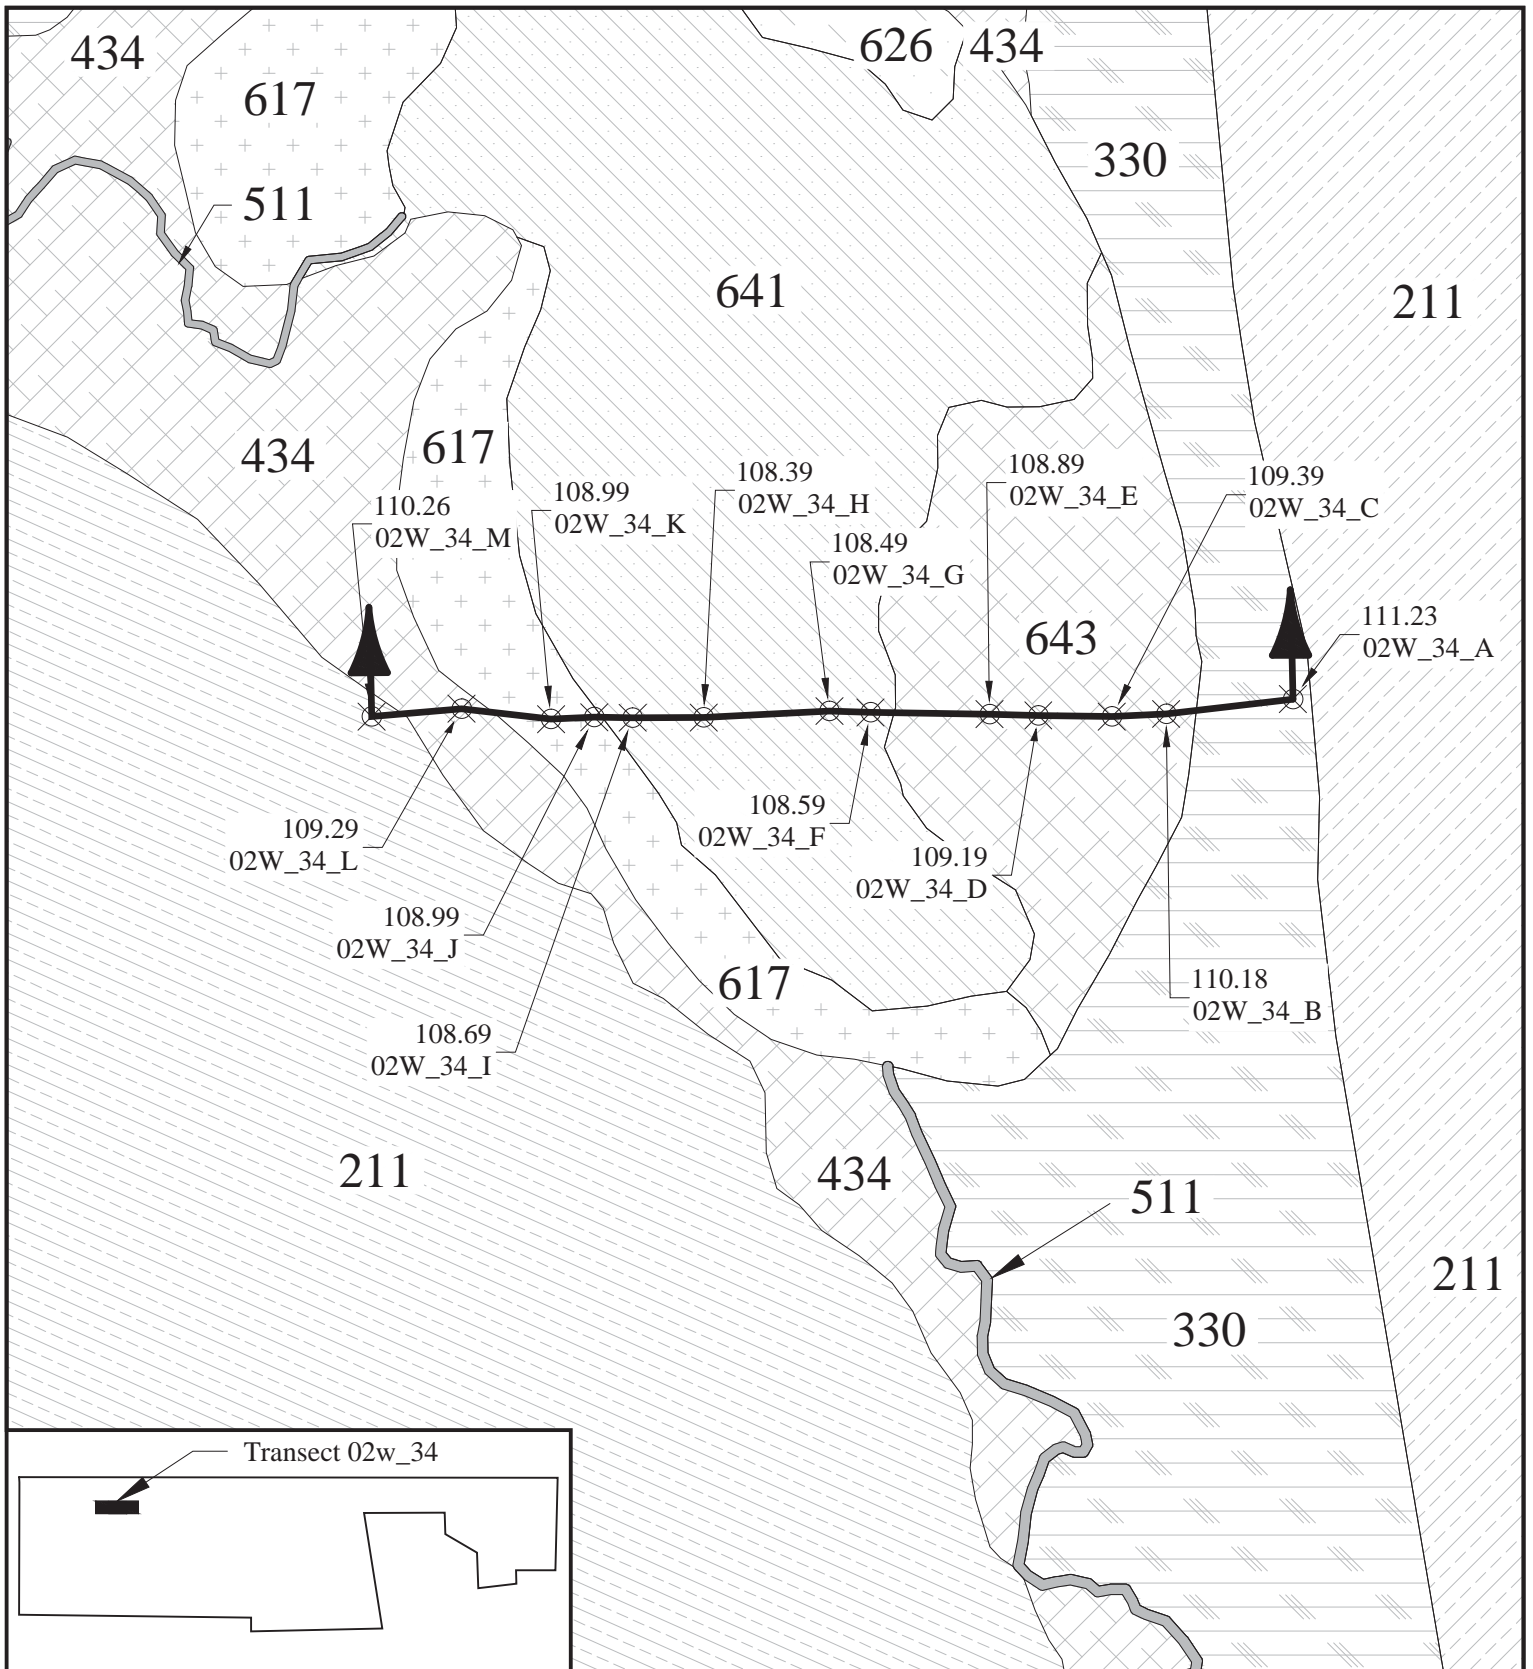 434
617
626
434
330
511
641
211
434
617
110.26
02W_34_M
108.99
02W_34_K
108.39
02W_34_H
108.49
02W_34_G
108.89
02W_34_E
109.39
02W_34_C
643
111.23
02W_34_A
109.29
02W_34_L
108.99
02W_34_J
108.69
02W_34_I
108.59
02W_34_F
109.19
02W_34_D
110.18
02W_34_B
617
211
434
511
330
211
Transect 02w_34